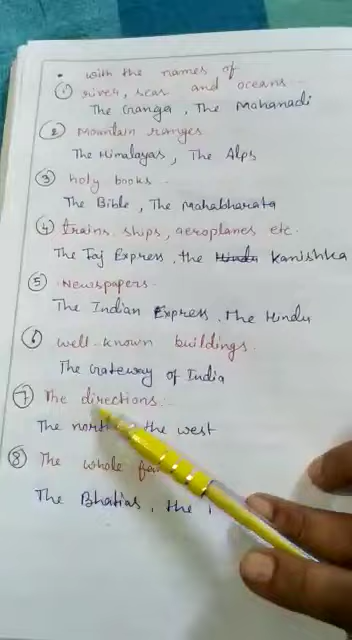 • with the names of
① river, seas and oceans.
The Ganga, The Mahanadi
② Mountain ranges
The Himalayas, The Alps
③ holy books.
The Bible, The Mahabharata
④ trains, ships, aeroplanes etc.
The Taj Express, the Hindu Kanishka
⑤ Newspapers.
The Indian Express, The Hindu
⑥ well-known buildings.
The Gateway of India
⑦ The directions.
The the west
⑧ The whole
The Bhatias, the